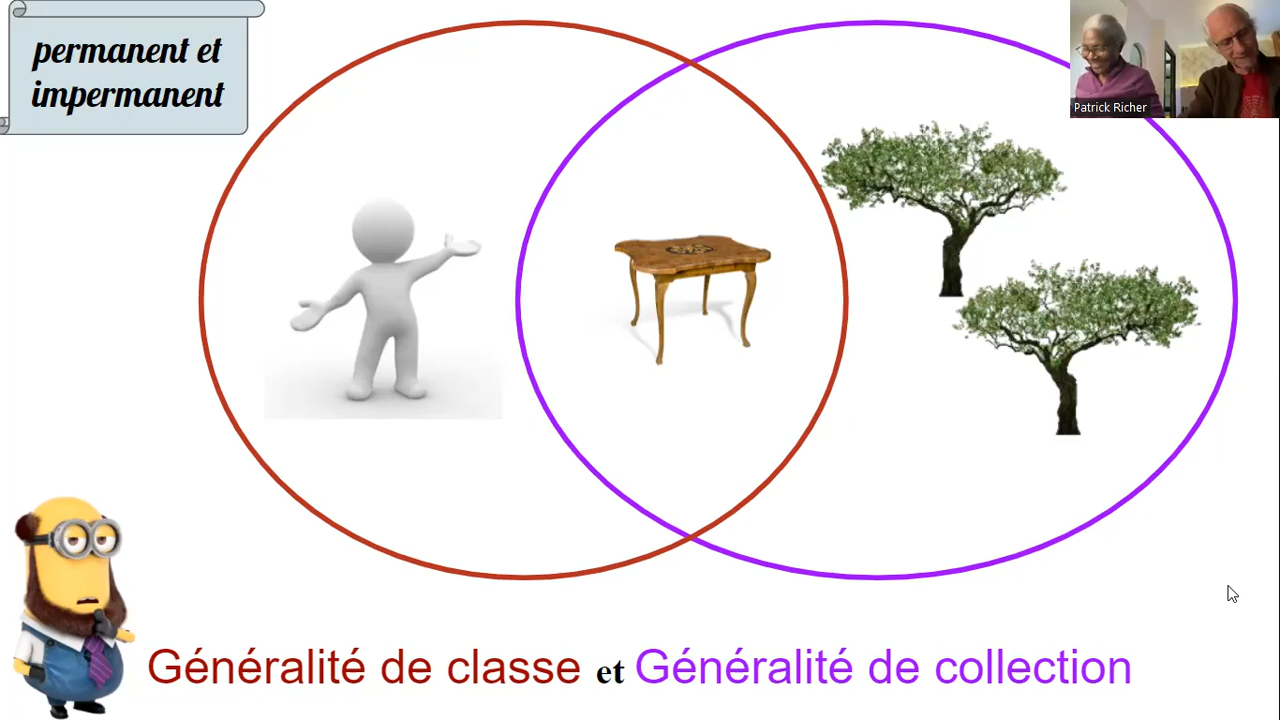 permanent et
impermanent
Patrick Richer
Généralité de classe et Généralité de collection